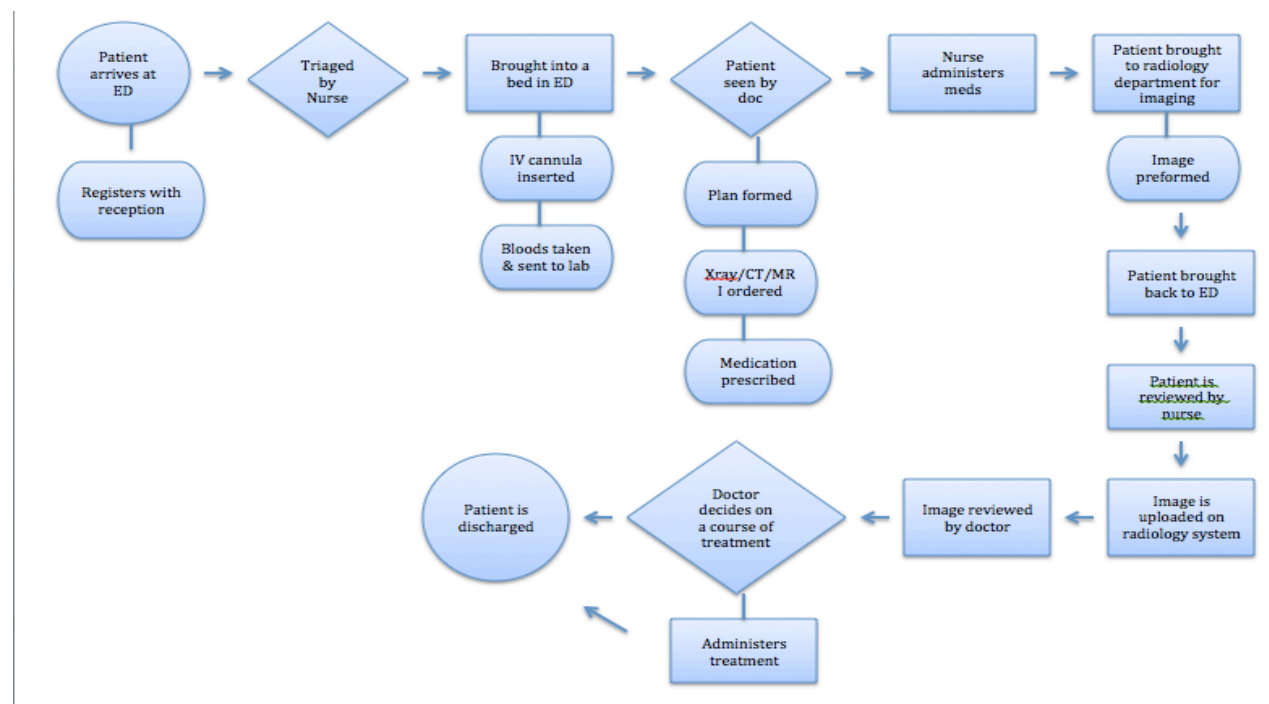 Patient
arrives at
ED
Registers with
reception
Triaged
by
Nurse
Brought into a
bed in ED
IV cannula
inserted
Bloods taken
& sent to lab
Patient
seen by
doc
Plan formed
Xray/CT/MR
I ordered
Medication
prescribed
Nurse
administers
meds
Patient brought
to radiology
department for
imaging
Image
preformed
Patient brought
back to ED
Patient is
reviewed by
nurse
Image is
uploaded on
radiology system
Image reviewed
by doctor
Doctor
decides on
a course of
treatment
Administers
treatment
Patient is
discharged